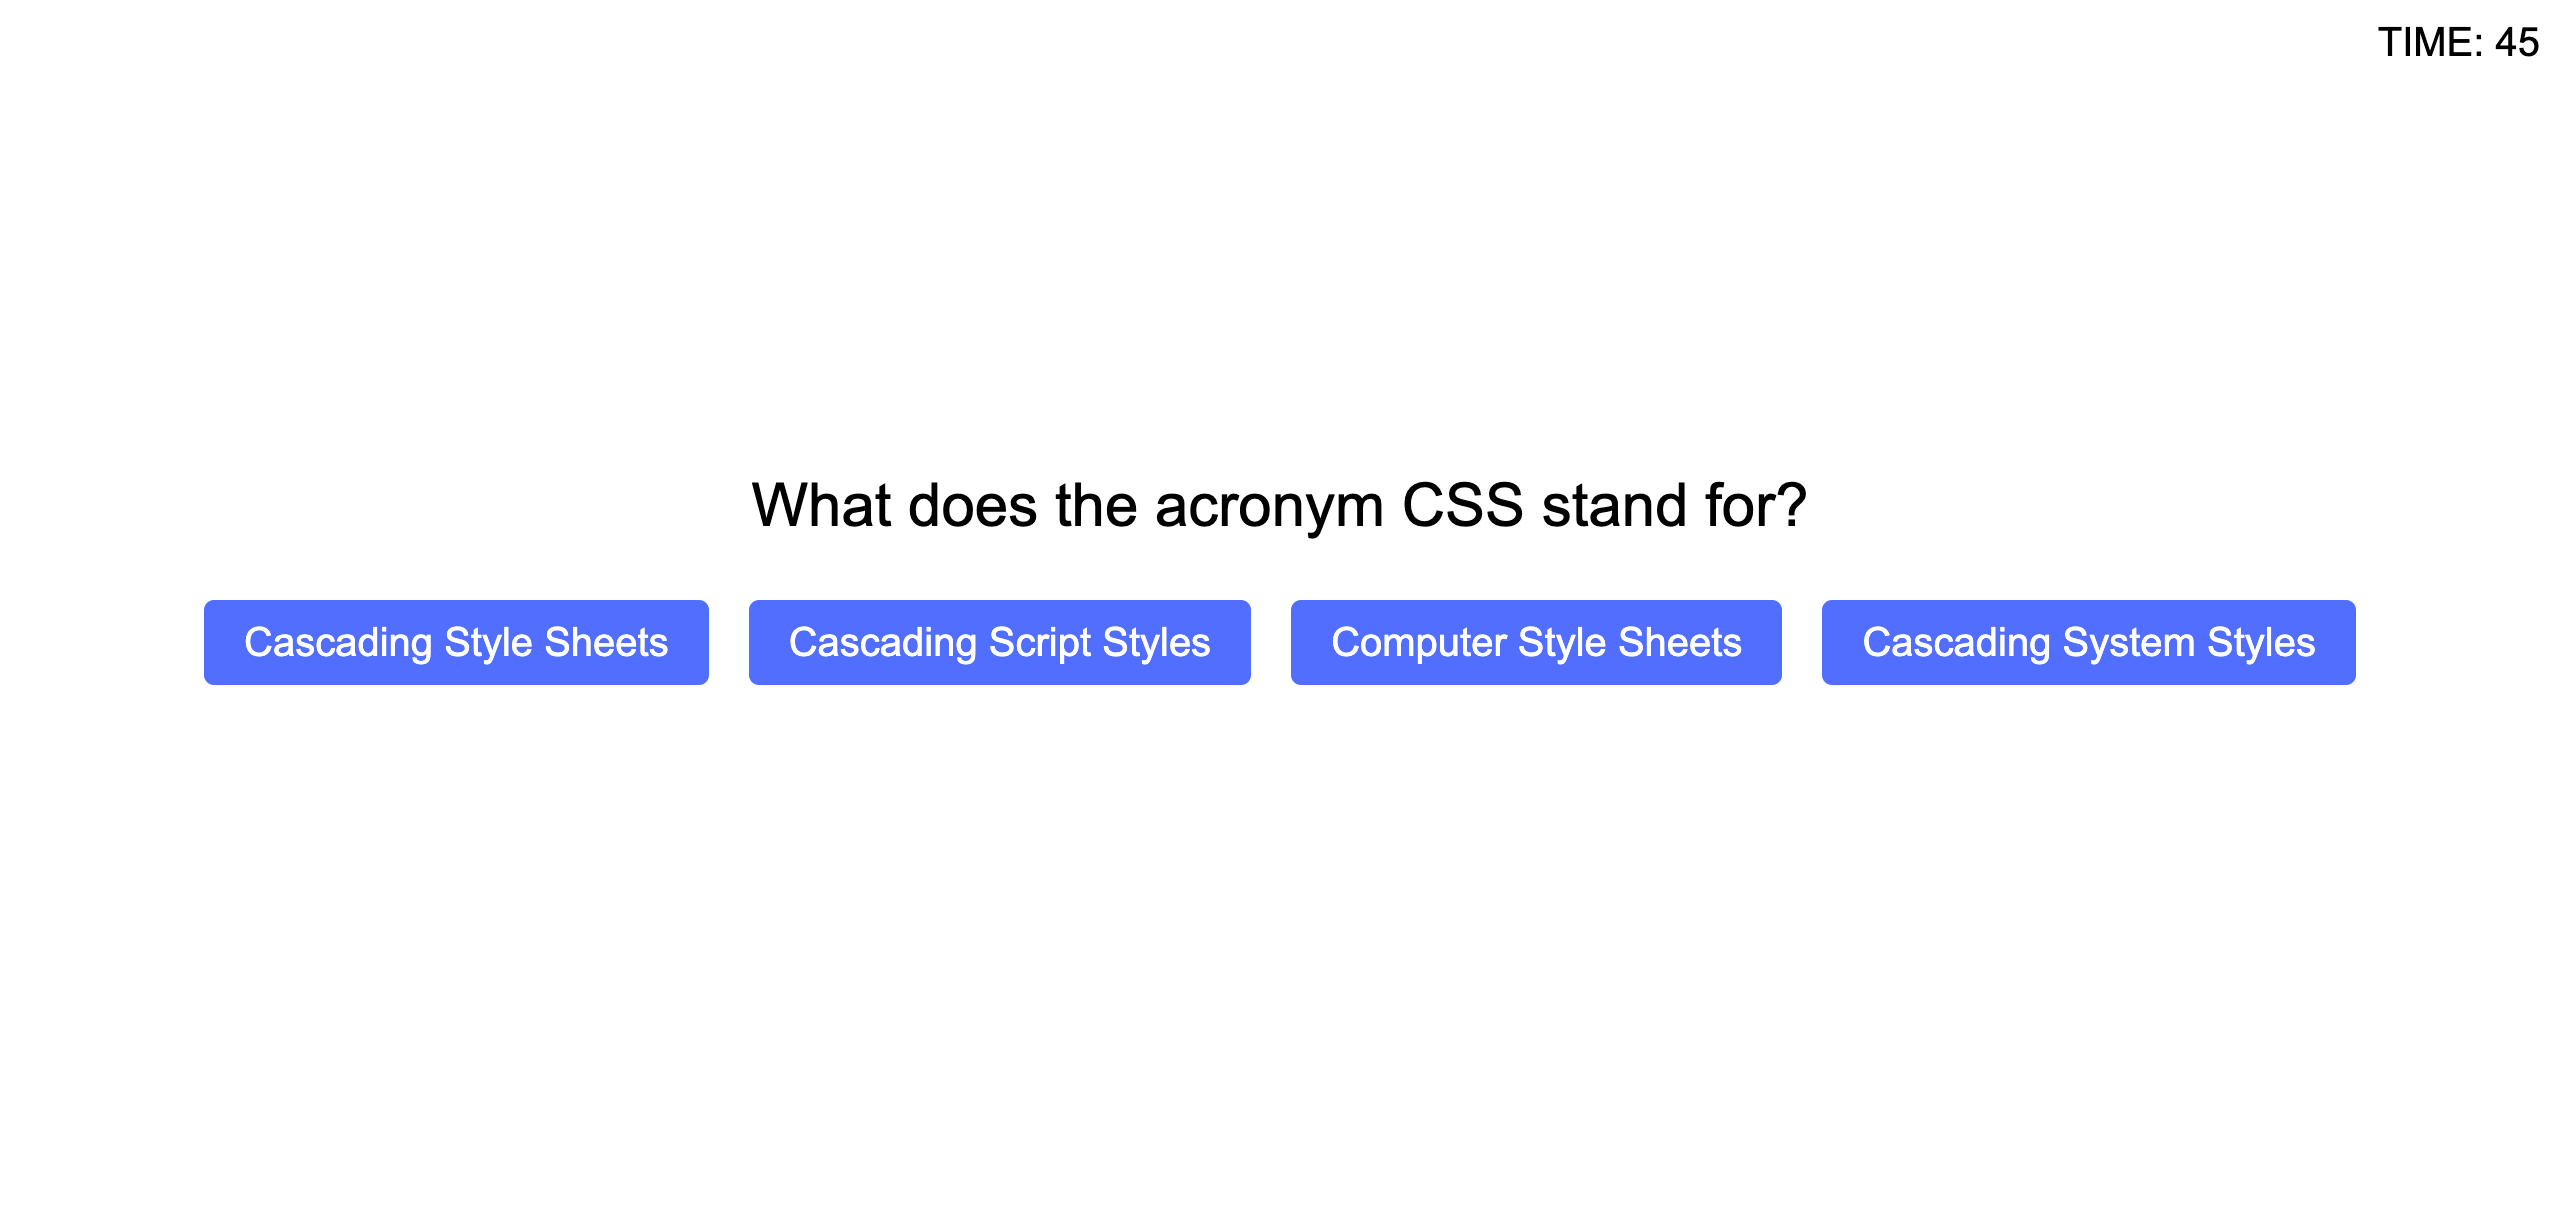 TIME: 45
What does the acronym CSS stand for?
Cascading Style Sheets
Cascading Script Styles
Computer Style Sheets
Cascading System Styles